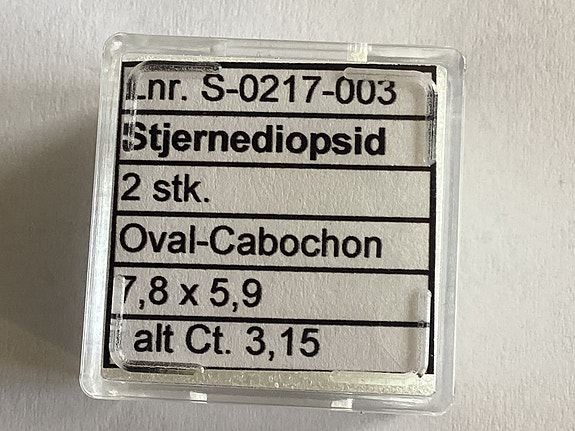 Lnr. S-0217-003
Stjernediopsid
2 stk.
Oval-Cabochon
7,8 x 5,9
alt Ct. 3,15